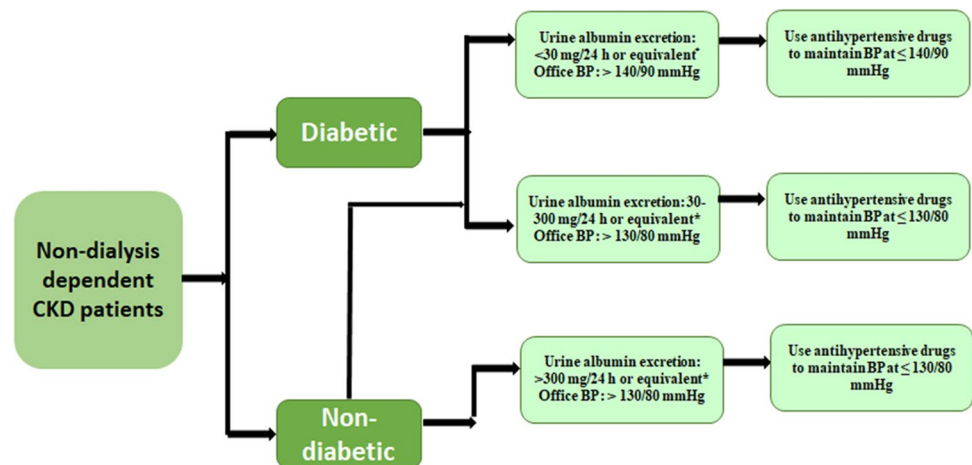 Non-dialysis
dependent
CKD patients
Diabetic
Non-
diabetic
Urine albumin excretion:
<30 mg/24 h or equivalent*
Office BP: > 140/90 mmHg
Use antihypertensive drugs
to maintain BP at ≤ 140/90
mmHg
Urine albumin excretion: 30-
300 mg/24 h or equivalent*
Office BP: > 130/80 mmHg
Use antihypertensive drugs
to maintain BP at ≤ 130/80
mmHg
Urine albumin excretion:
>300 mg/24 h or equivalent*
Office BP: > 130/80 mmHg
Use antihypertensive drugs
to maintain BP at ≤ 130/80
mmHg